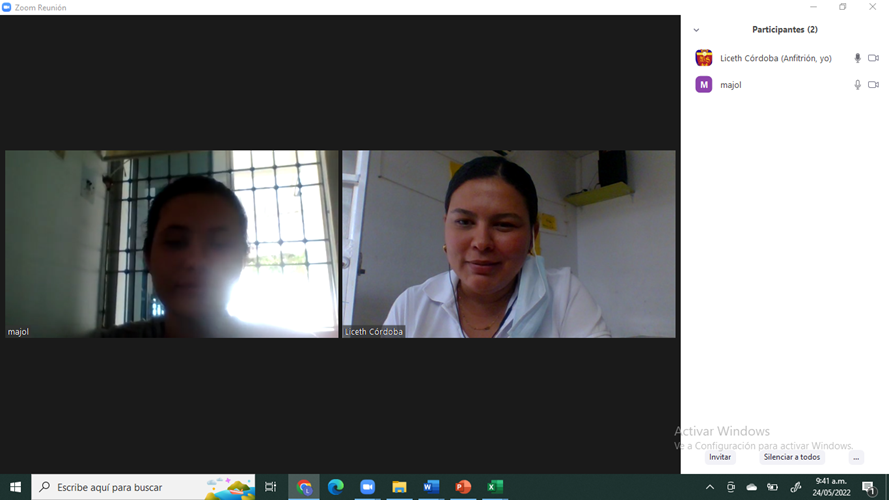 Zoom Reunión
Participantes (2)
Liceth Córdoba (Anfitrión, yo)
M majol
majol
Liceth Córdoba
Activar Windows
Ve a Configuración para activar Windows.
Invitar
Silenciar a todos
...
Escribe aquí para buscar
9:41 a.m.
24/05/2022
1